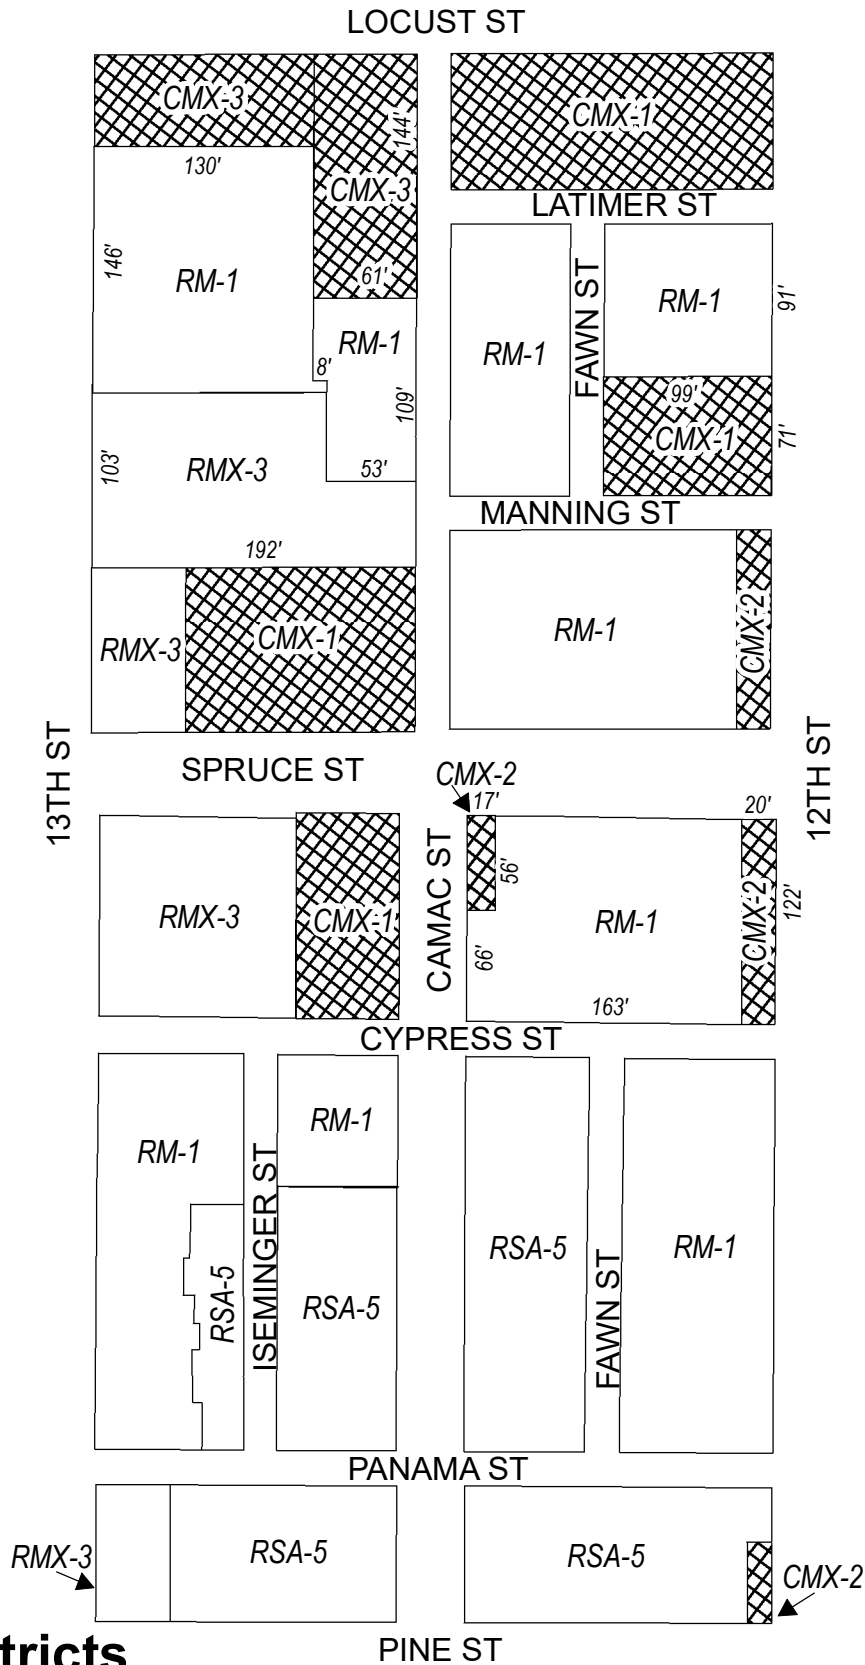 LOCUST ST
CMX-3
144'
CMX-1
130'
CMX-3
LATIMER ST
146'
RM-1
61'
FAWN ST
RM-1
91'
RM-1
RM-1
8'
109'
99'
CMX-1
71'
103'
RMX-3
53'
MANNING ST
192'
RMX-3
CMX-1
RM-1
CMX-2
13TH ST
SPRUCE ST
CMX-2
17'
20'
12TH ST
RMX-3
CMX-1
CAMAC ST
56'
66'
RM-1
CMX-2
122'
163'
CYPRESS ST
RM-1
ISEMINGER ST
RM-1
RSA-5
RSA-5
RSA-5
FAWN ST
RM-1
PANAMA ST
RMX-3
RSA-5
RSA-5
CMX-2
tricts
PINE ST